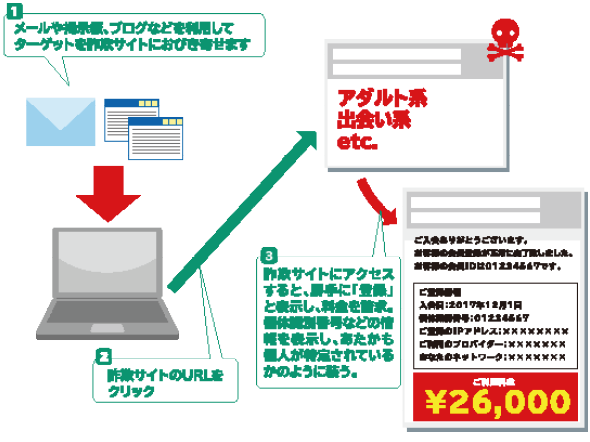 1
メールや掲示板、ブログなどを利用して
ターゲットを詐欺サイトにおびき寄せます
アダルト系
出会い系
etc.
2
詐欺サイトのURLを
クリック
3
詐欺サイトにアクセス
すると、勝手に「登録」
と表示し、料金を請求。
個体識別番号などの情
報を表示し、あたかも
個人が特定されている
かのように装う。
ご入会ありがとうございます。
お客様の会員登録が正常に完了致しました。
お客様の会員IDは01234567です。
ご登録情報
入会日:2017年12月1日
個体識別番号:01234567
ご登録のIPアドレス:××××××××
ご利用のプロバイダー:××××××××
あなたのネットワーク:×××××××
ご利用料金
¥26,000